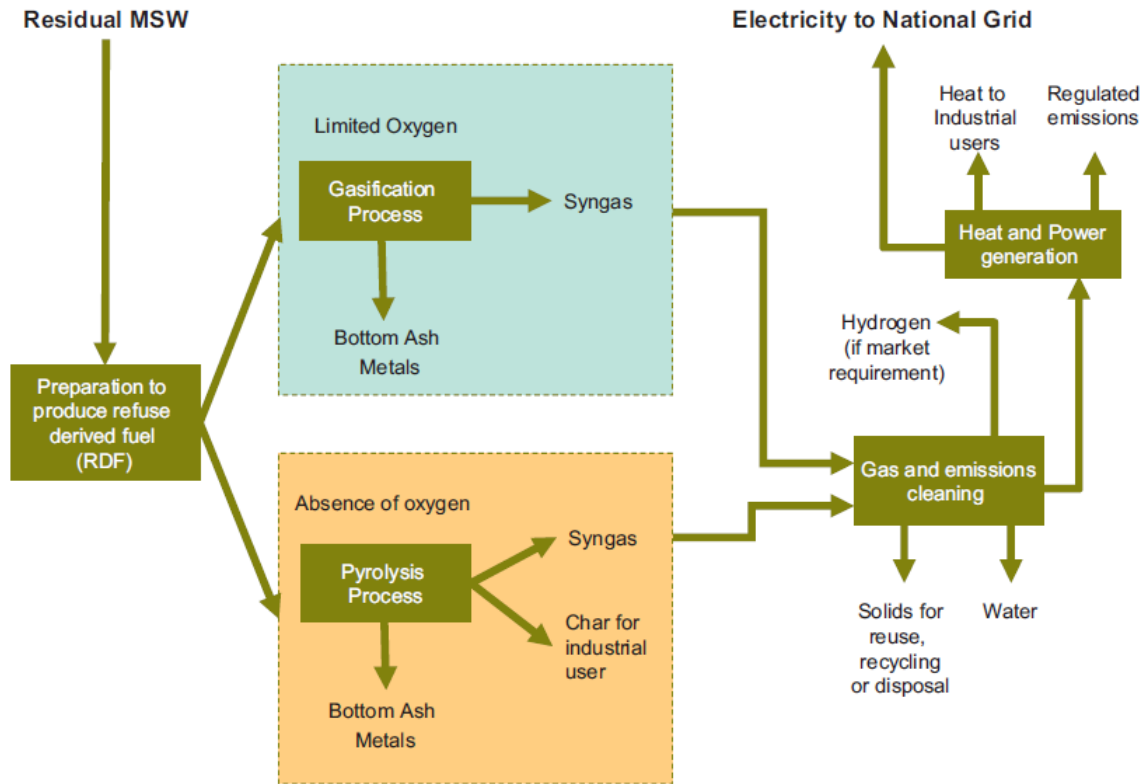 Residual MSW
Electricity to National Grid
Limited Oxygen
Gasification
Process
Syngas
Bottom Ash
Metals
Preparation to
produce refuse
derived fuel
(RDF)
Absence of oxygen
Pyrolysis
Process
Syngas
Char for
industrial
user
Bottom Ash
Metals
Heat to
Industrial
users
Regulated
emissions
Heat and Power
generation
Hydrogen
(if market
requirement)
Gas and emissions
cleaning
Solids for
reuse,
recycling
or disposal
Water